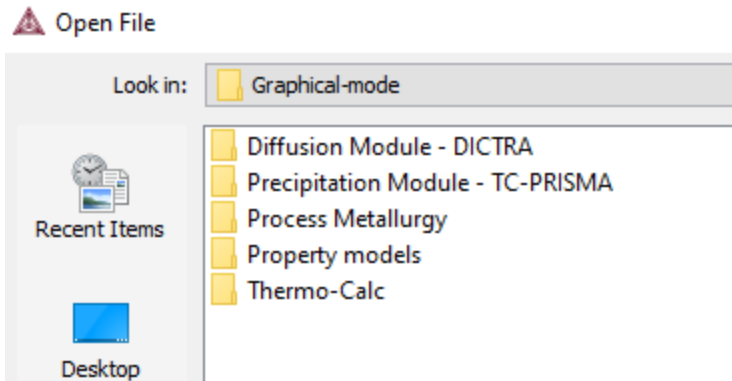 Open File
Look in: Graphical-mode
Diffusion Module - DICTRA
Precipitation Module - TC-PRISMA
Recent Items
Process Metallurgy
Property models
Thermo-Calc
Desktop